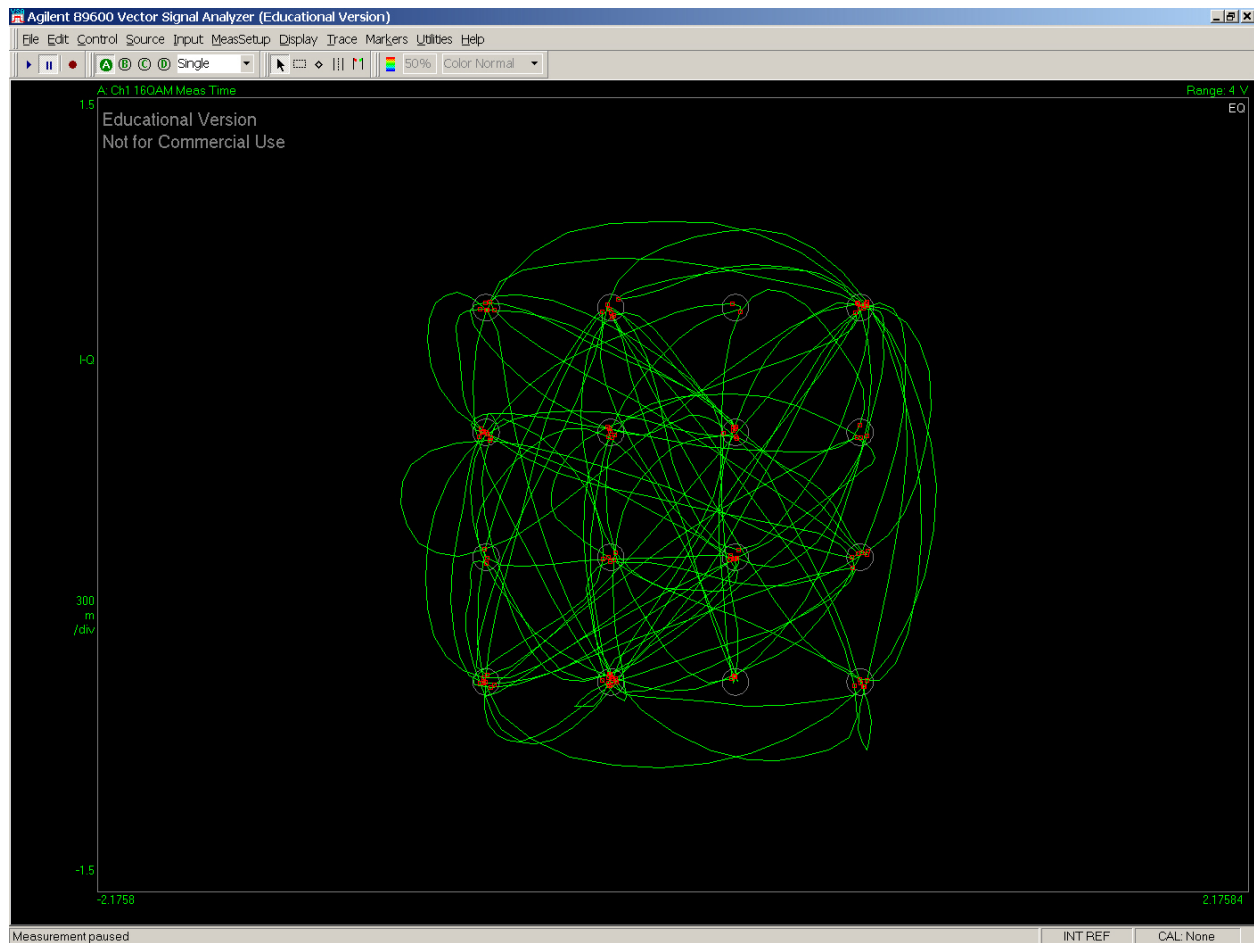 Agilent 89600 Vector Signal Analyzer (Educational Version)
File Edit Control Source Input MeasSetup Display Trace Markers Utilities Help
A B C D Single 50% Color Normal
A: Ch1 16QAM Meas Time Range: 4 V
1.5 EQ
Educational Version
Not for Commercial Use
I-Q
300
m
/div
-1.5
-2.1758 2.17584
Measurement paused INT REF CAL: None